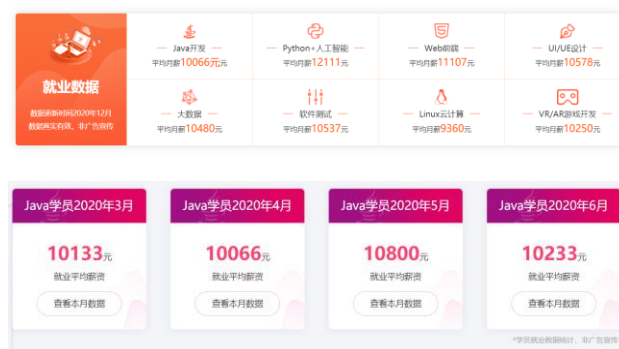 就业数据
数据更新时间2020年12月
数据真实有效，非广告宣传
Java开发
平均月薪10066元元
Python+人工智能
平均月薪12111元
Web前端
平均月薪11107元
UI/UE设计
平均月薪10578元
大数据
平均月薪10480元
软件测试
平均月薪10537元
Linux云计算
平均月薪9360元
VR/AR游戏开发
平均月薪10250元
Java学员2020年3月
10133元
就业平均薪资
查看本月数据
Java学员2020年4月
10066元
就业平均薪资
查看本月数据
Java学员2020年5月
10800元
就业平均薪资
查看本月数据
Java学员2020年6月
10233元
就业平均薪资
查看本月数据
*学员就业数据统计，非广告宣传